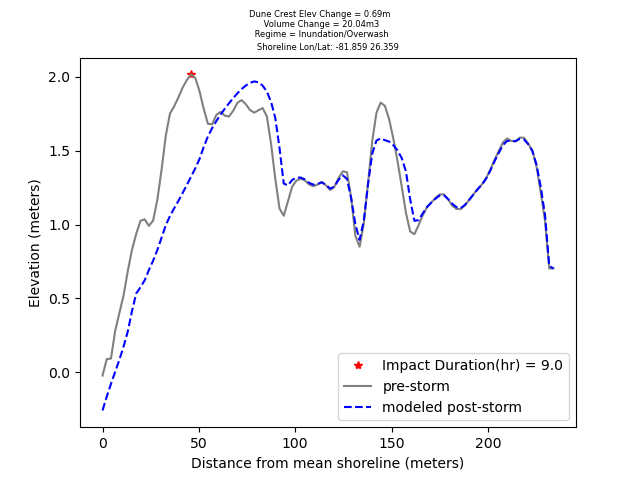 Dune Crest Elev Change = 0.69m
Volume Change = 20.04m3
Regime = Inundation/Overwash
Shoreline Lon/Lat: -81.859 26.359
2.0
1.5
1.0
0.5
0.0
Elevation (meters)
Impact Duration(hr) = 9.0
pre-storm
modeled post-storm
0 50 100 150 200
Distance from mean shoreline (meters)